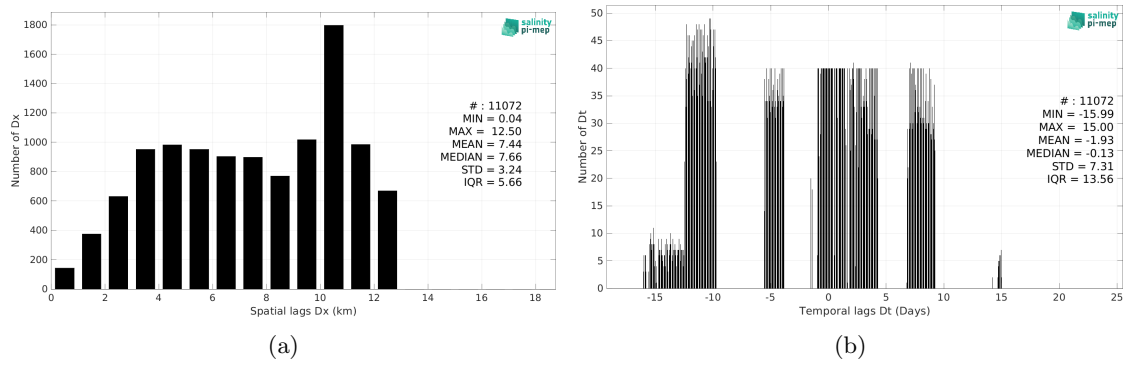 1800
1600
1400
1200
1000
800
600
400
200
0
Number of Dx
salinity
pi-mep
# : 11072
MIN = 0.04
MAX = 12.50
MEAN = 7.44
MEDIAN = 7.66
STD = 3.24
IQR = 5.66
0 2 4 6 8 10 12 14 16 18
Spatial lags Dx (km)
(a)
50
45
40
35
30
25
20
15
10
5
0
Number of Dt
salinity
pi-mep
# : 11072
MIN = -15.99
MAX = 15.00
MEAN = -1.93
MEDIAN = -0.13
STD = 7.31
IQR = 13.56
-15 -10 -5 0 5 10 15 20 25
Temporal lags Dt (Days)
(b)